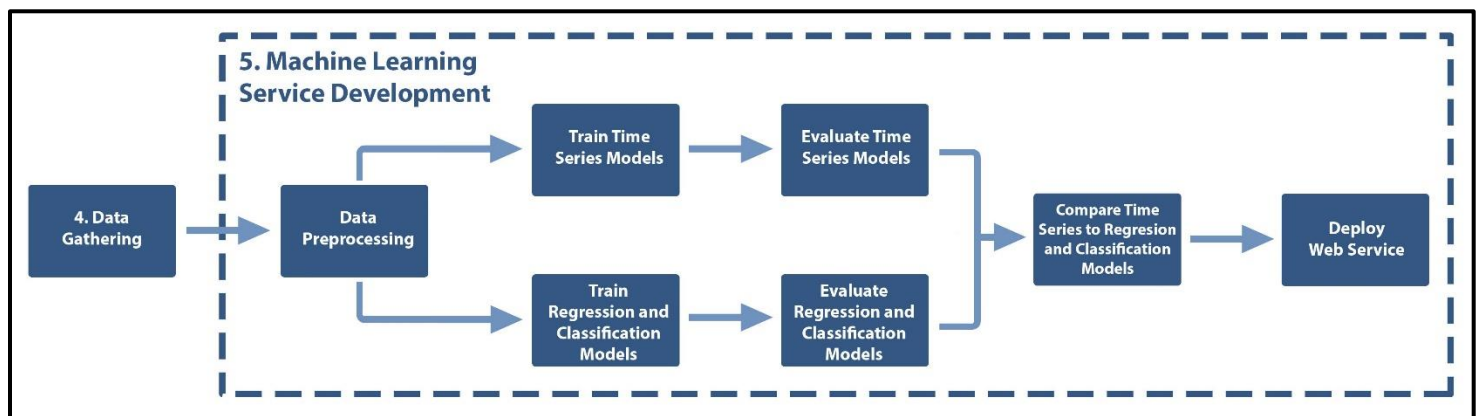 5. Machine Learning
Service Development
4. Data
Gathering
Data
Preprocessing
Train Time
Series Models
Evaluate Time
Series Models
Train
Regression and
Classification
Models
Evaluate
Regression and
Classification
Models
Compare Time
Series to Regresion
and Classification
Models
Deploy
Web Service